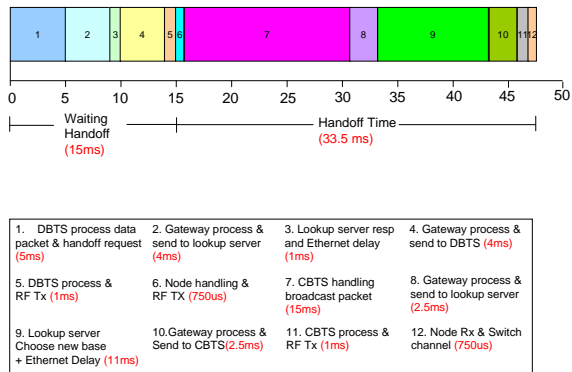 1 2 3 4 5 6 7 8 9 10 11 12
0 5 10 15 20 25 30 35 40 45 50
Waiting
Handoff
(15ms)
Handoff Time
(33.5 ms)
1. DBTS process data
packet & handoff request
(5ms)
2. Gateway process &
send to lookup server
(4ms)
3. Lookup server resp
and Ethernet delay
(1ms)
4. Gateway process &
send to DBTS (4ms)
5. DBTS process &
RF Tx (1ms)
6. Node handling &
RF TX (750us)
7. CBTS handling
broadcast packet
(15ms)
8. Gateway process &
send to lookup server
(2.5ms)
9. Lookup server
Choose new base
+ Ethernet Delay (11ms)
10.Gateway process &
Send to CBTS(2.5ms)
11. CBTS process &
RF Tx (1ms)
12. Node Rx & Switch
channel (750us)